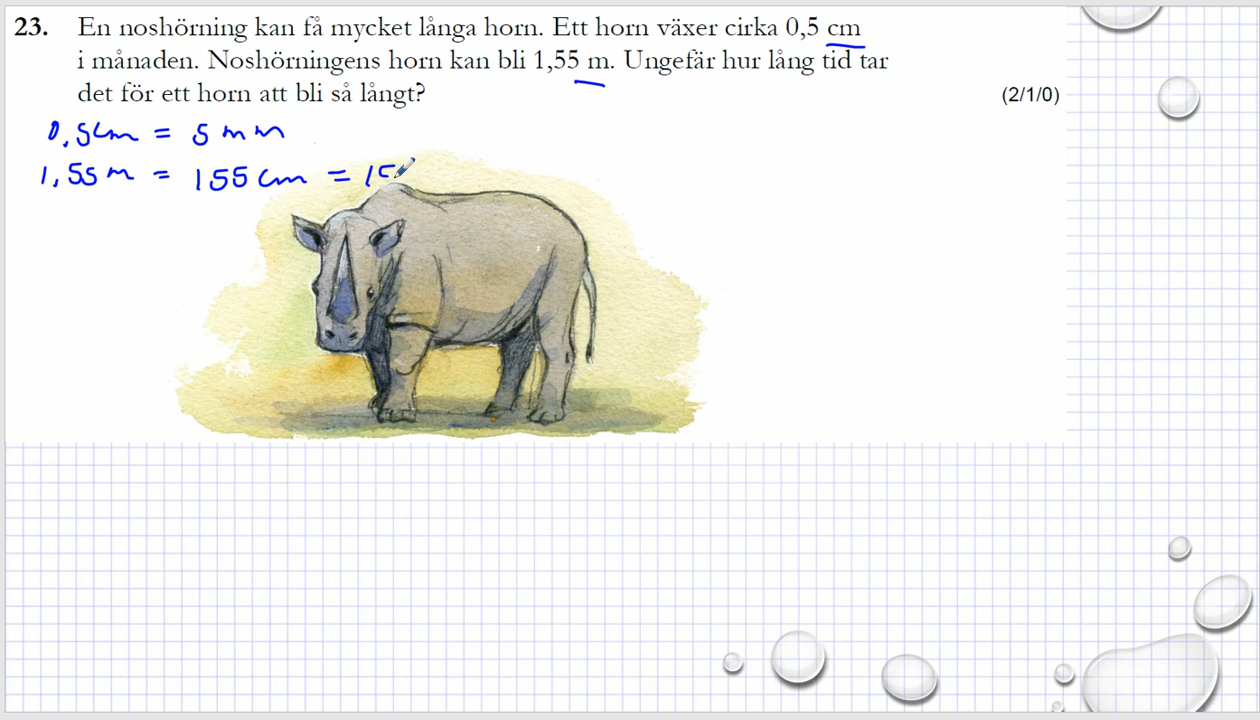 23. En noshörning kan få mycket långa horn. Ett horn växer cirka 0,5 cm
i månaden. Noshörningens horn kan bli 1,55 m. Ungefär hur lång tid tar
det för ett horn att bli så långt?
(2/1/0)
0,5cm = 5 mm
1,55 m = 155 cm = 15